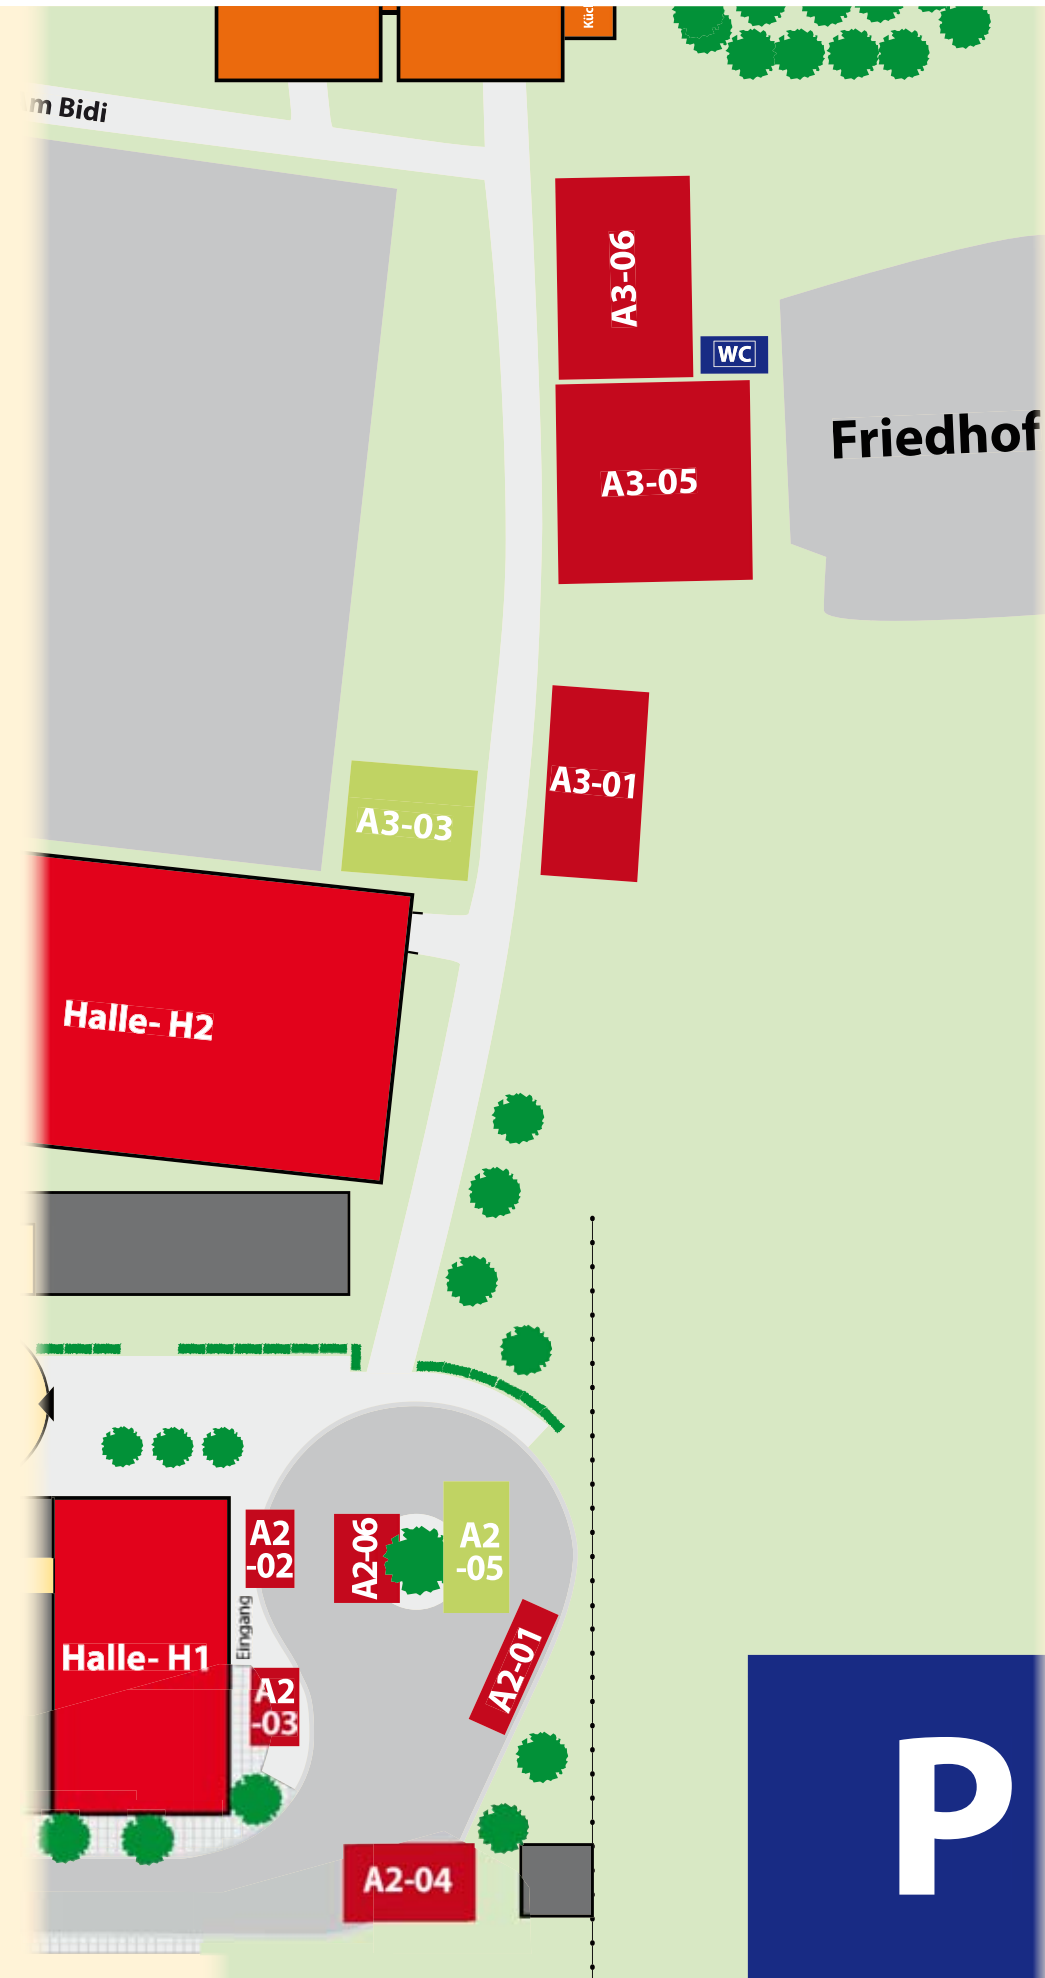 m Bidi
A3-06
WC
Friedhof
A3-05
A3-01
A3-03
Halle- H2
A2
-02
A2-06
A2
-05
Eingang
Halle- H1
A2-01
A2
-03
A2-04
P